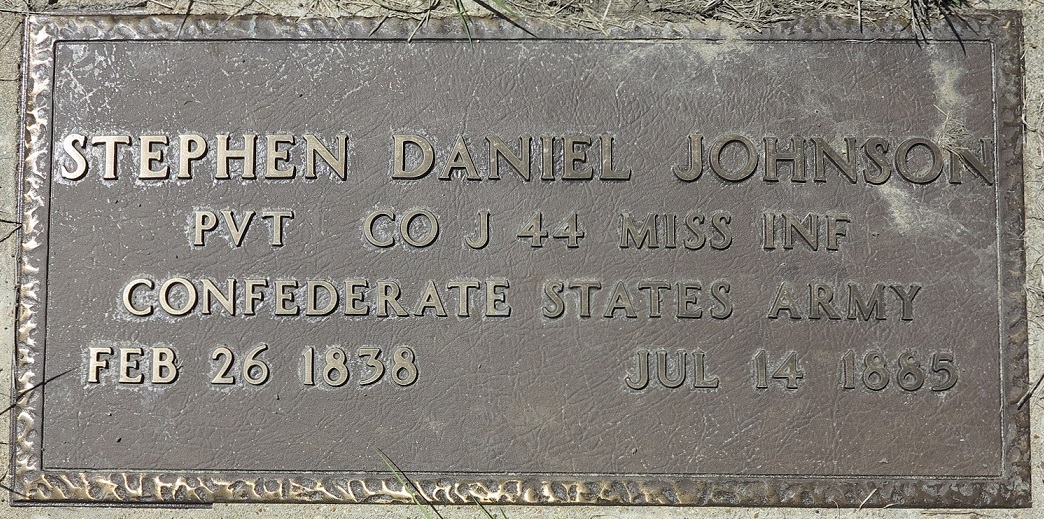 STEPHEN DANIEL JOHNSON
PVT CO J 44 MISS INF
CONFEDERATE STATES ARMY
FEB 26 1838 JUL 14 1885